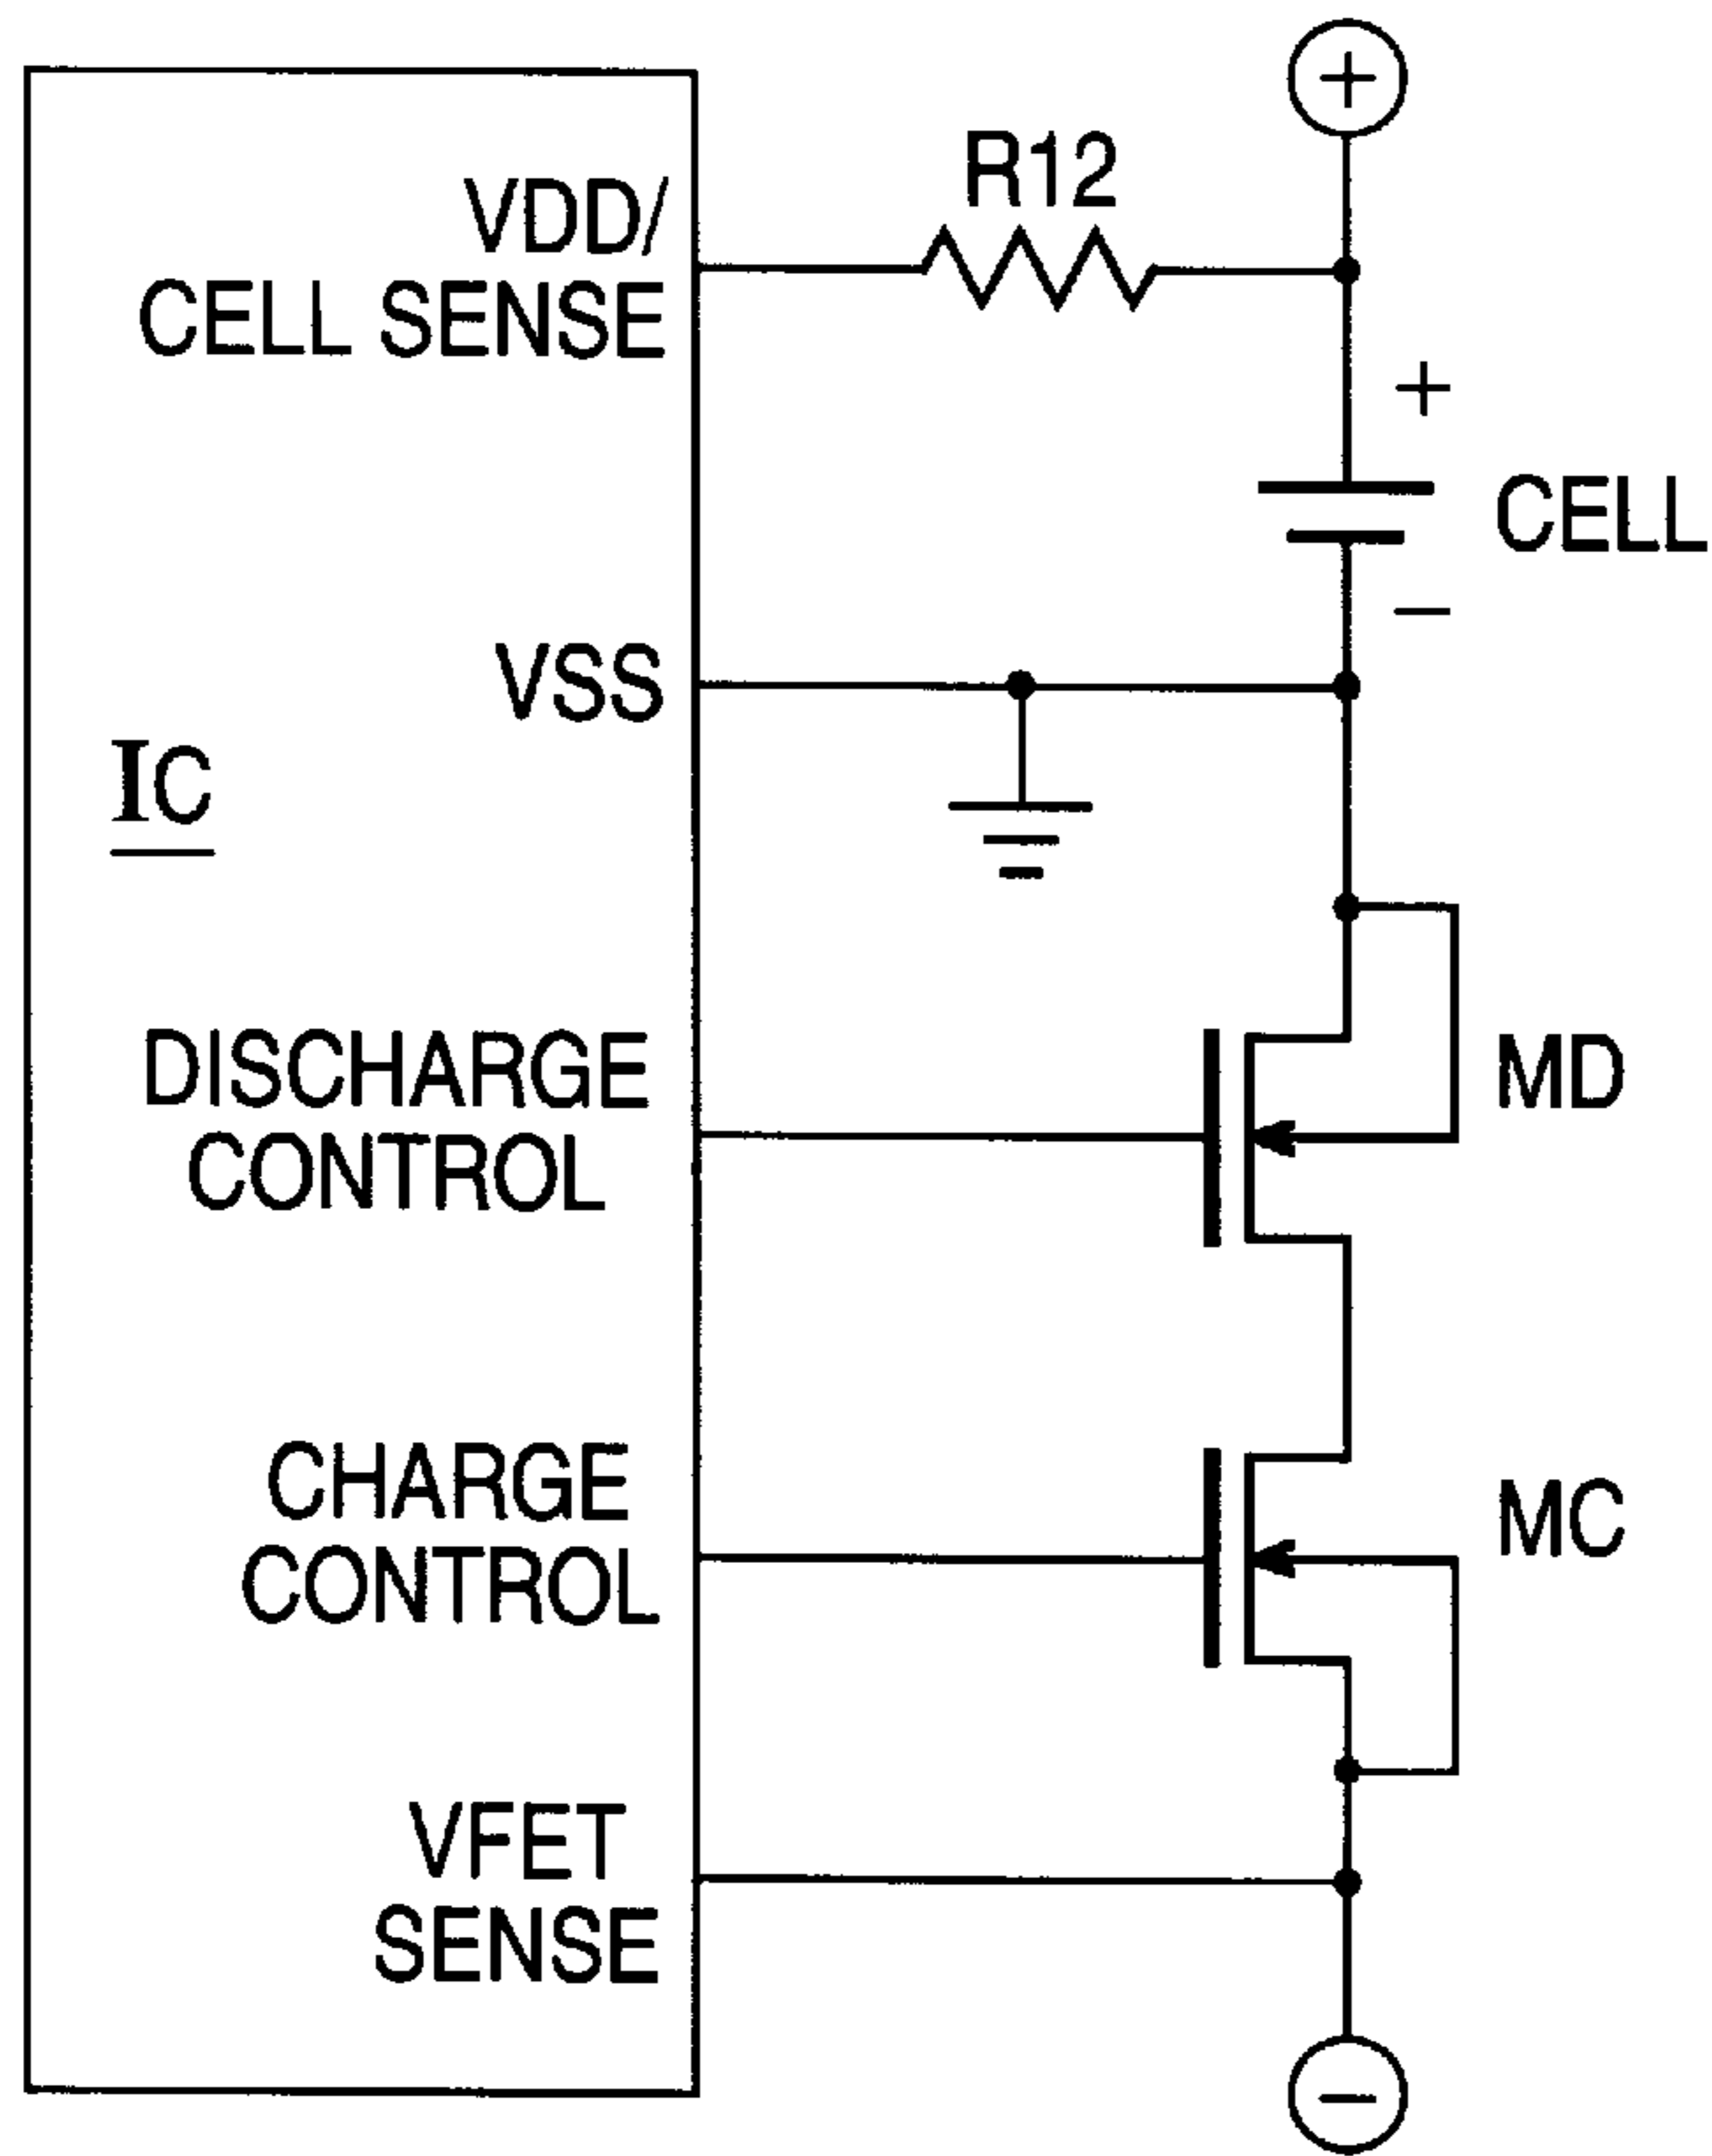 +
R12
VDD/
CELL SENSE
+
CELL
−
VSS
IC
DISCHARGE
CONTROL
MD
CHARGE
CONTROL
MC
VFET
SENSE
−